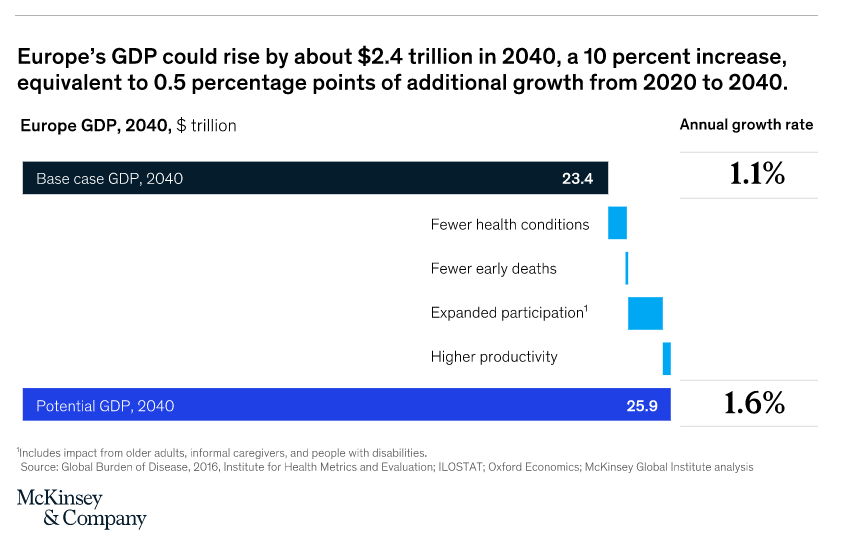 Europe’s GDP could rise by about $2.4 trillion in 2040, a 10 percent increase,
equivalent to 0.5 percentage points of additional growth from 2020 to 2040.
Europe GDP, 2040, $ trillion
Annual growth rate
Base case GDP, 2040 23.4
1.1%
Fewer health conditions
Fewer early deaths
Expanded participation¹
Higher productivity
Potential GDP, 2040 25.9
1.6%
¹Includes impact from older adults, informal caregivers, and people with disabilities.
Source: Global Burden of Disease, 2016, Institute for Health Metrics and Evaluation; ILOSTAT; Oxford Economics; McKinsey Global Institute analysis
McKinsey
& Company